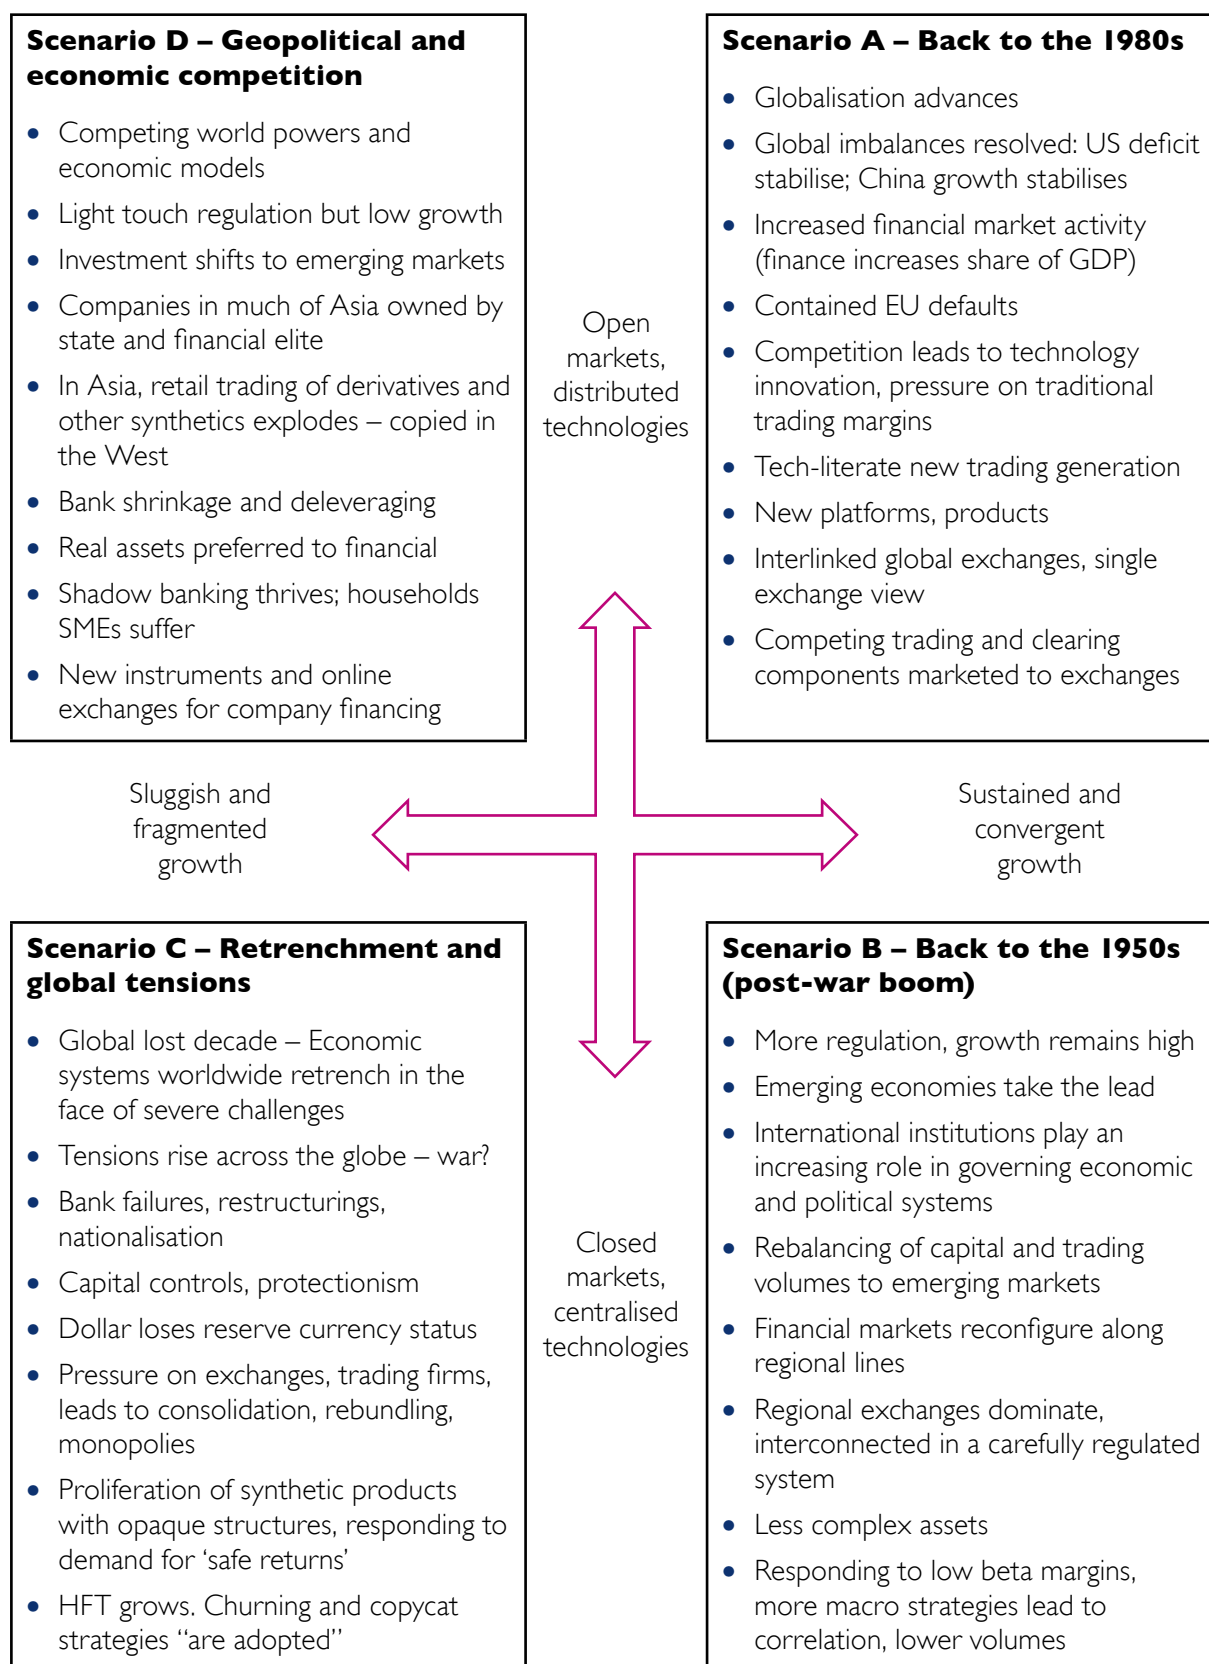 Scenario D – Geopolitical and
economic competition
• Competing world powers and
economic models
• Light touch regulation but low growth
• Investment shifts to emerging markets
• Companies in much of Asia owned by
state and financial elite
• In Asia, retail trading of derivatives and
other synthetics explodes – copied in
the West
• Bank shrinkage and deleveraging
• Real assets preferred to financial
• Shadow banking thrives; households
SMEs suffer
• New instruments and online
exchanges for company financing
Open
markets,
distributed
technologies
Scenario A – Back to the 1980s
• Globalisation advances
• Global imbalances resolved: US deficit
stabilise; China growth stabilises
• Increased financial market activity
(finance increases share of GDP)
• Contained EU defaults
• Competition leads to technology
innovation, pressure on traditional
trading margins
• Tech-literate new trading generation
• New platforms, products
• Interlinked global exchanges, single
exchange view
• Competing trading and clearing
components marketed to exchanges
Sluggish and
fragmented
growth
Sustained and
convergent
growth
Scenario C – Retrenchment and
global tensions
• Global lost decade – Economic
systems worldwide retrench in the
face of severe challenges
• Tensions rise across the globe – war?
• Bank failures, restructurings,
nationalisation
• Capital controls, protectionism
• Dollar loses reserve currency status
• Pressure on exchanges, trading firms,
leads to consolidation, rebundling,
monopolies
• Proliferation of synthetic products
with opaque structures, responding to
demand for ‘safe returns’
• HFT grows. Churning and copycat
strategies “are adopted”
Closed
markets,
centralised
technologies
Scenario B – Back to the 1950s
(post-war boom)
• More regulation, growth remains high
• Emerging economies take the lead
• International institutions play an
increasing role in governing economic
and political systems
• Rebalancing of capital and trading
volumes to emerging markets
• Financial markets reconfigure along
regional lines
• Regional exchanges dominate,
interconnected in a carefully regulated
system
• Less complex assets
• Responding to low beta margins,
more macro strategies lead to
correlation, lower volumes